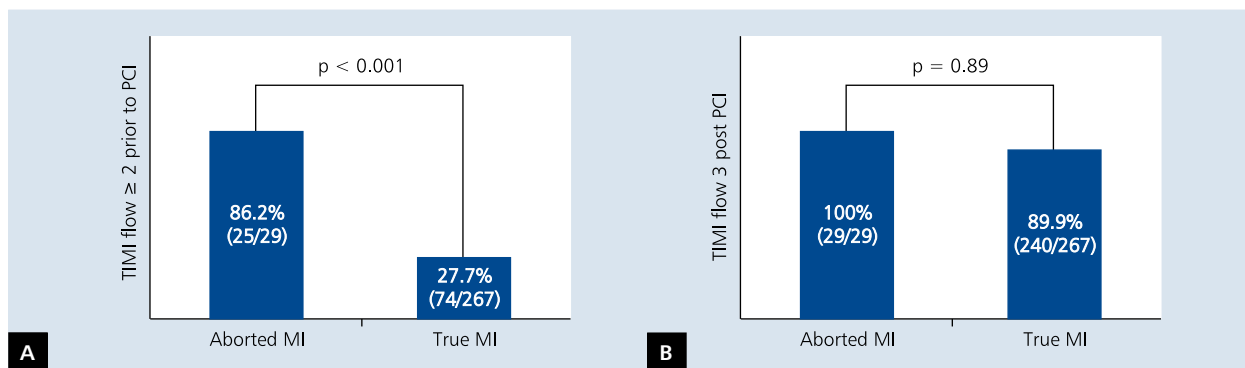 TIMI flow ≥ 2 prior to PCI
p < 0.001
86.2%
(25/29)
27.7%
(74/267)
Aborted MI
True MI
A
TIMI flow 3 post PCI
p = 0.89
100%
(29/29)
89.9%
(240/267)
Aborted MI
True MI
B